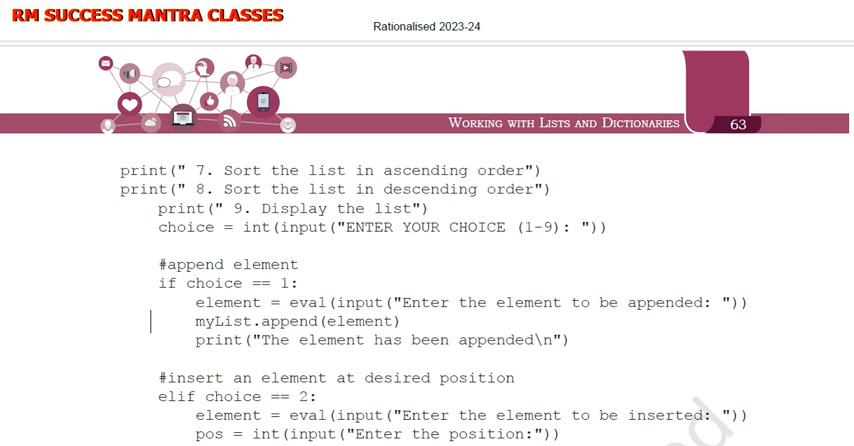 RM SUCCESS MANTRA CLASSES
Rationalised 2023-24
WORKING WITH LISTS AND DICTIONARIES 63
print(" 7. Sort the list in ascending order")
print(" 8. Sort the list in descending order")
print(" 9. Display the list")
choice = int(input("ENTER YOUR CHOICE (1-9): "))
#append element
if choice == 1:
element = eval(input("Enter the element to be appended: "))
myList.append(element)
print("The element has been appended\n")
#insert an element at desired position
elif choice == 2:
element = eval(input("Enter the element to be inserted: "))
pos = int(input("Enter the position:"))